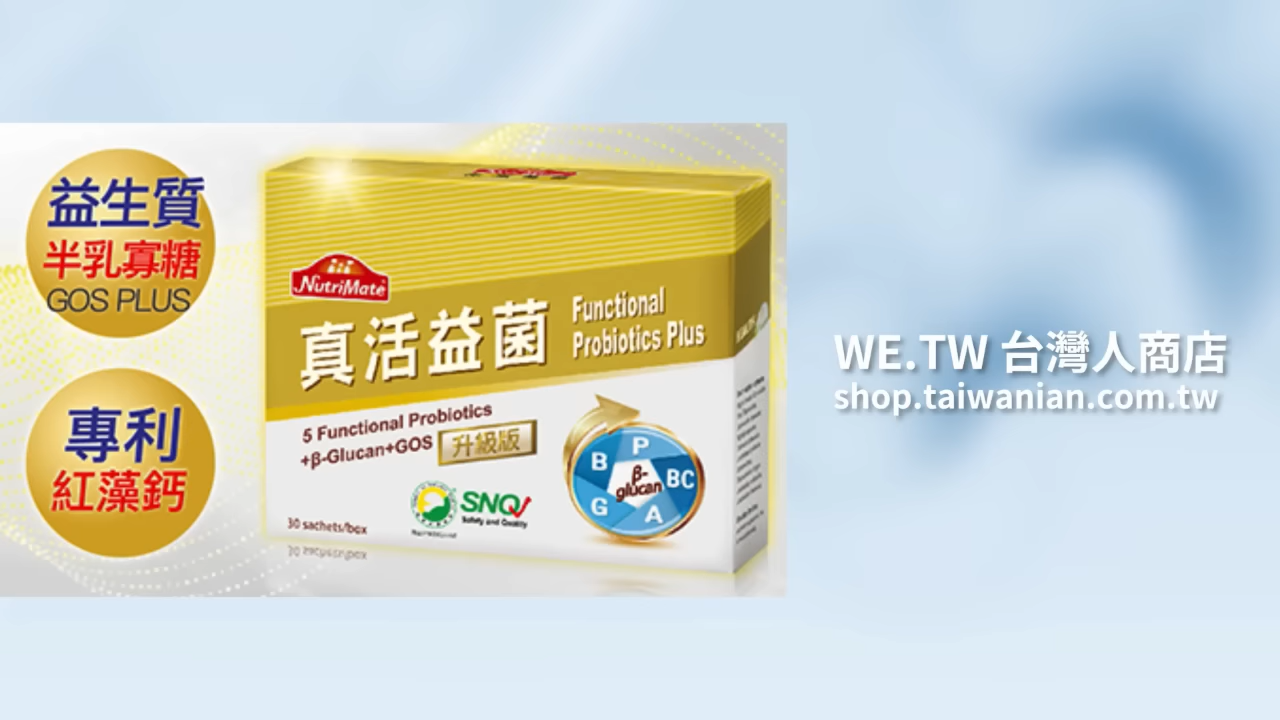 益生質
半乳寡糖
GOS PLUS
專利
紅藻鈣
NutriMate
真活益菌
Functional
Probiotics Plus
5 Functional Probiotics
+β-Glucan+GOS
升級版
SNQ
Safety and Quality
30 sachets/box
P
B
BC
β-
glucan
G
A
WE.TW 台灣人商店
shop.taiwanian.com.tw